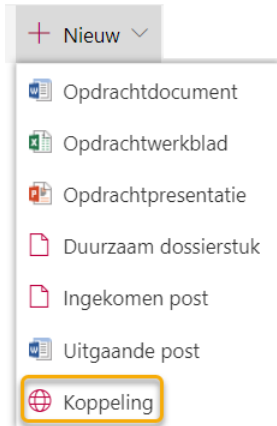 Nieuw
Opdrachtdocument
Opdrachtwerkblad
Opdrachtpresentatie
Duurzaam dossierstuk
Ingekomen post
Uitgaande post
Koppeling